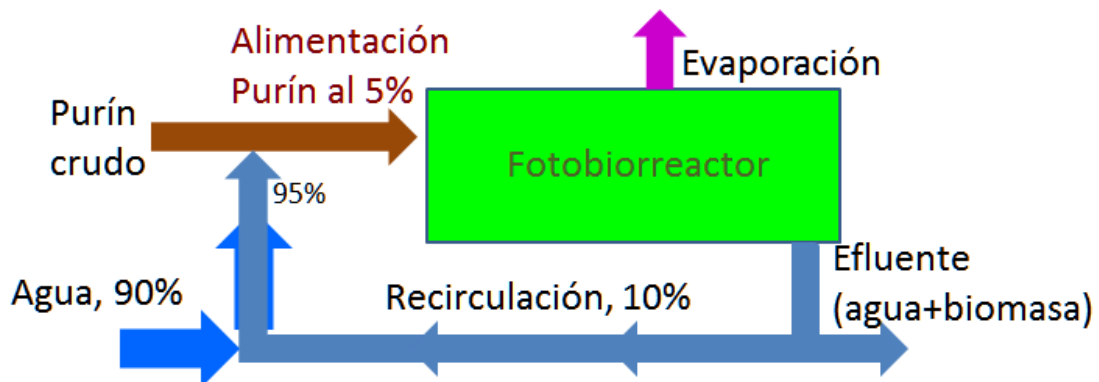 Alimentación
Purín al 5%
Evaporación
Purín
crudo
Fotobiorreactor
95%
Efluente
(agua+biomasa)
Agua, 90%
Recirculación, 10%